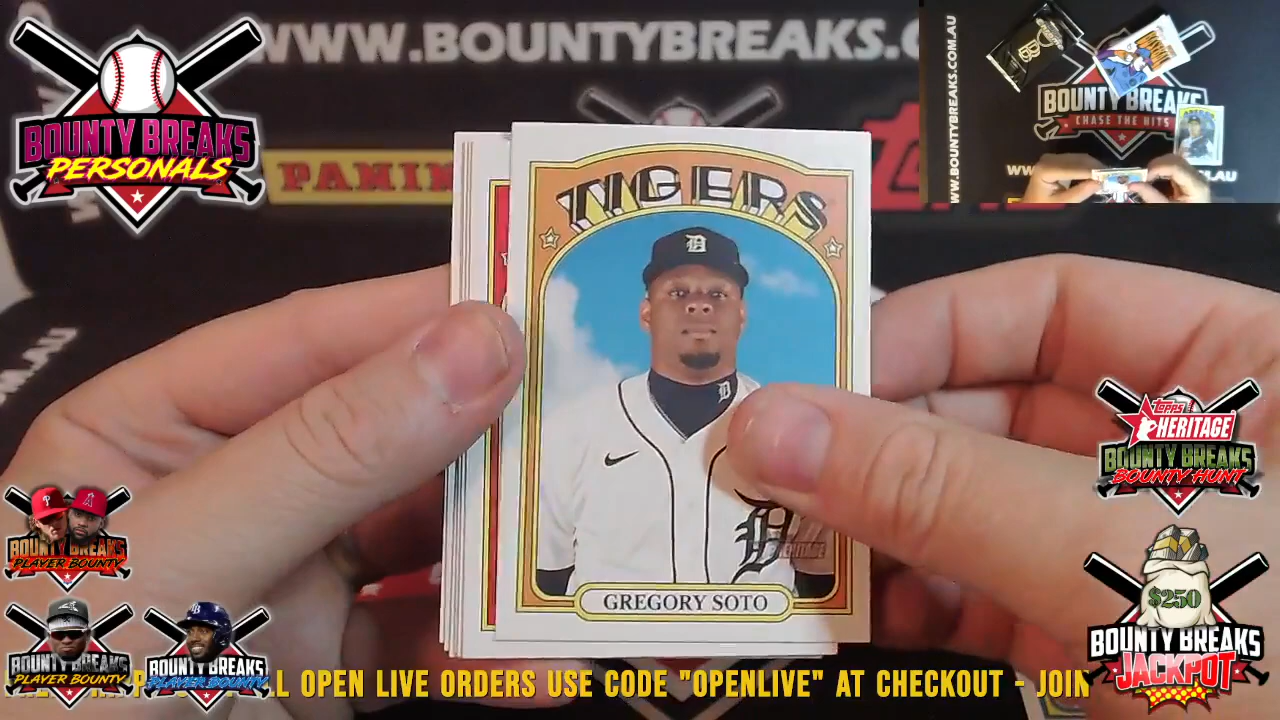 WWW.BOUNTYBREAKS.C
BOUNTY BREAKS
PERSONALS
PANIN
WWW.BOUNTYBREAKS.COM.AU
BOUNTY BREAKS
CHASE THE HITS
TIGERS
D
D
GREGORY SOTO
HERITAGE
topps
HERITAGE
BOUNTY BREAKS
BOUNTY HUNT
BOUNTY BREAKS
PLAYER BOUNTY
BOUNTY BREAKS
PLAYER BOUNTY
BOUNTY BREAKS
PLAYER BOUNTY
$250
BOUNTY BREAKS
JACKPOT
L OPEN LIVE ORDERS USE CODE "OPENLIVE" AT CHECKOUT - JOIN